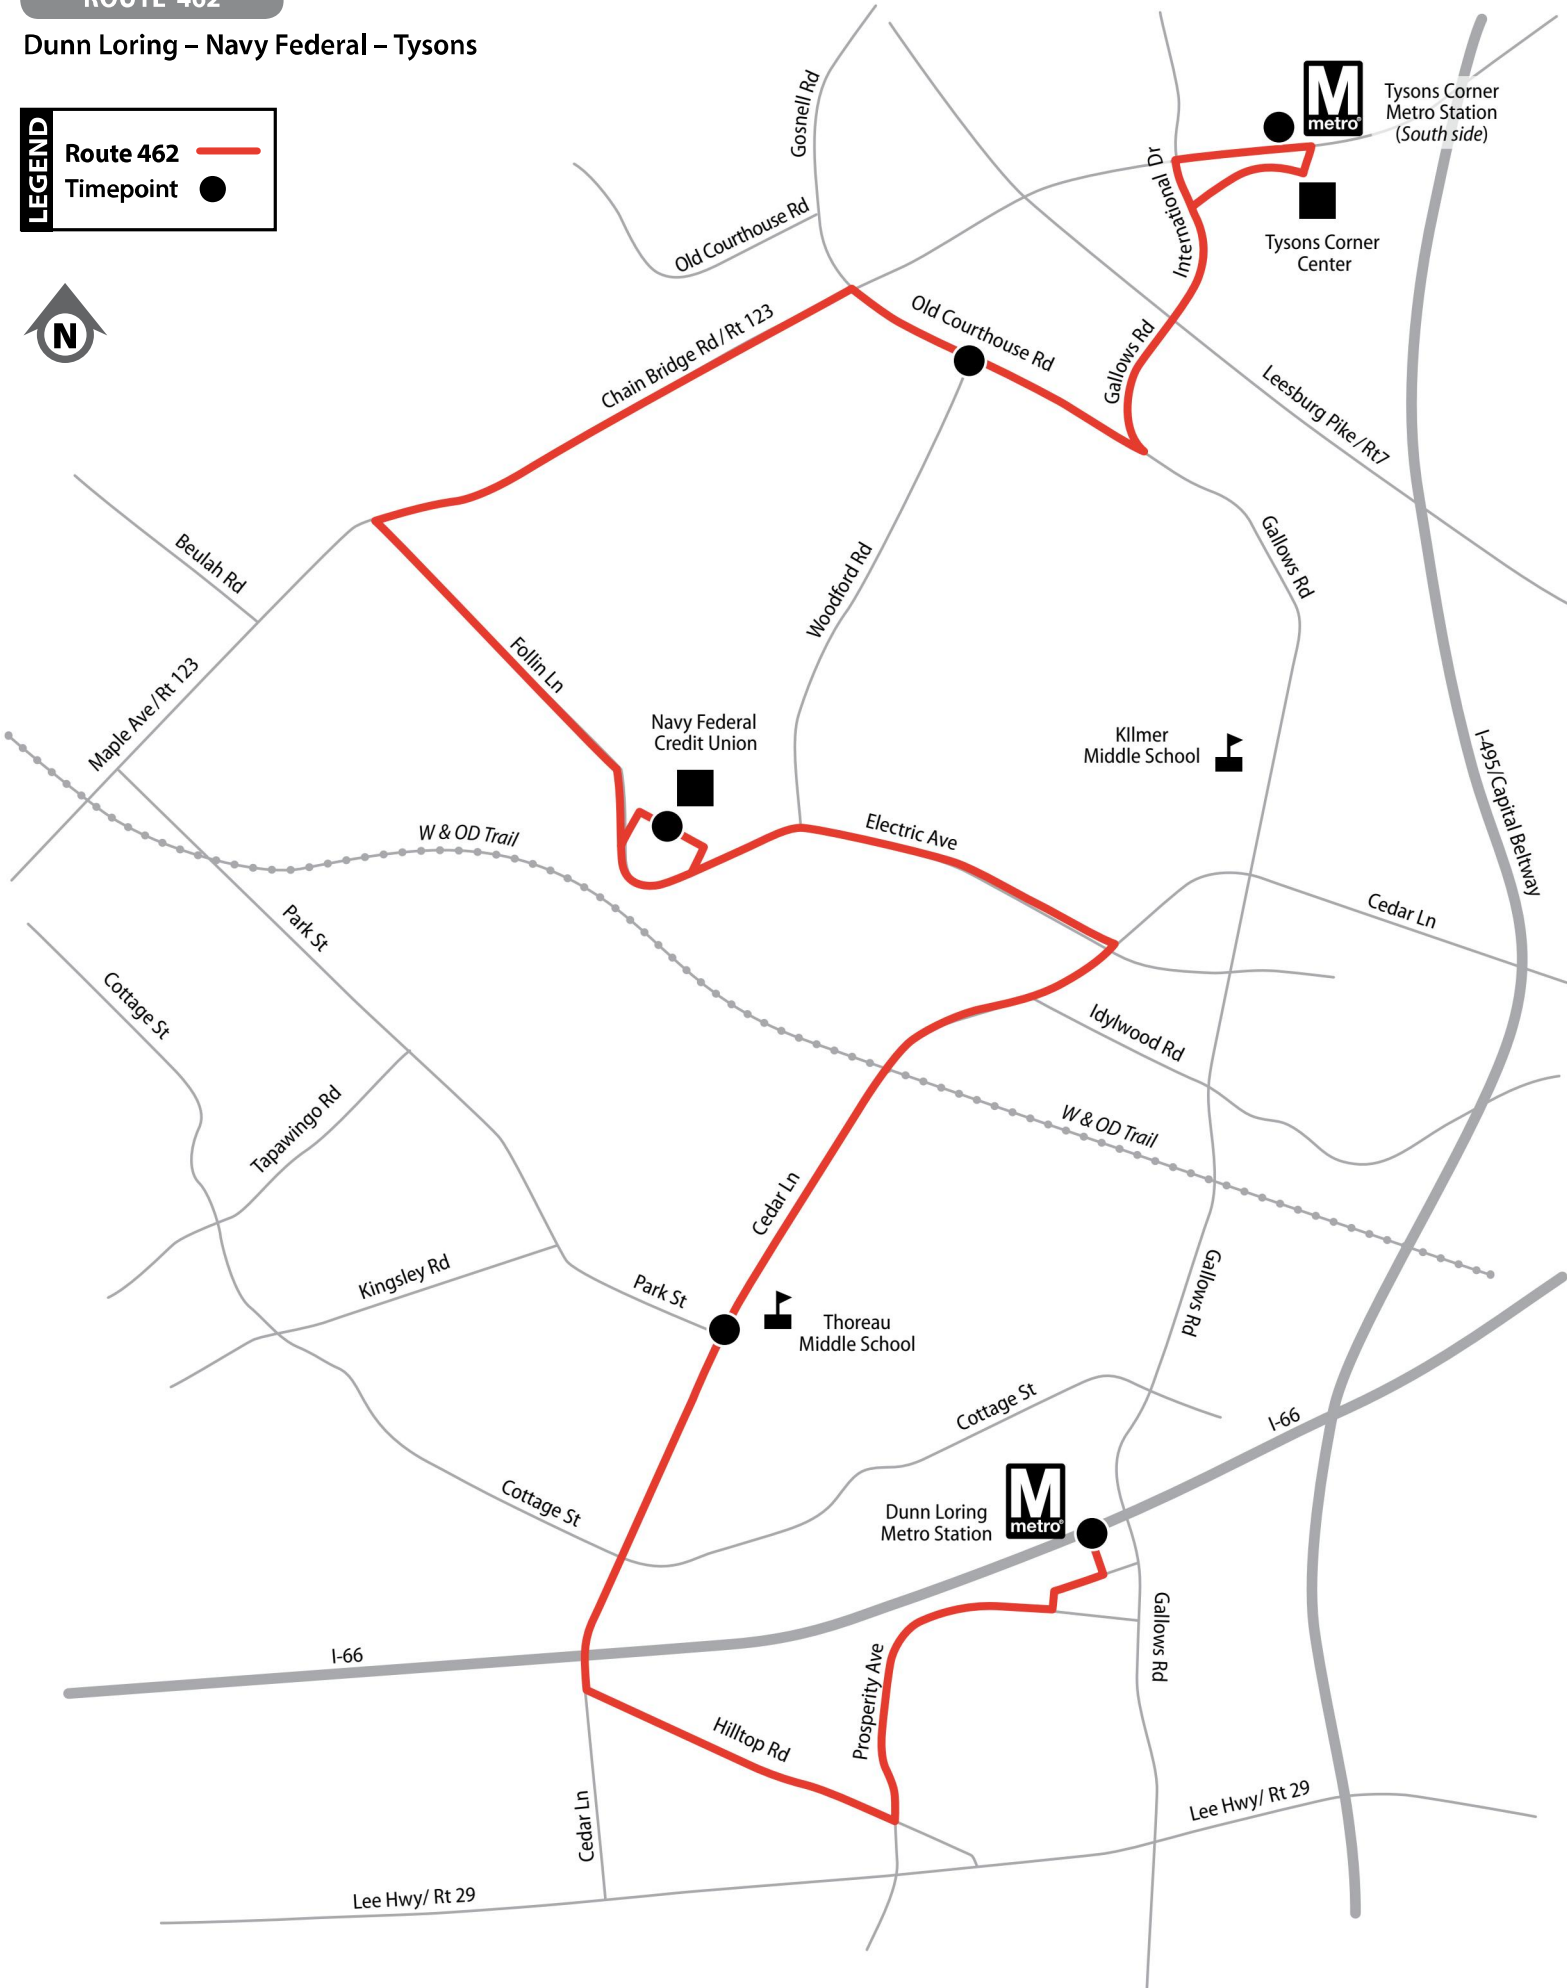 ROUTE 462
Dunn Loring – Navy Federal – Tysons
LEGEND
Route 462
Timepoint
N
Gosnell Rd
Old Courthouse Rd
International Dr
M
metro
Tysons Corner
Metro Station
(South side)
Tysons Corner
Center
Chain Bridge Rd/Rt 123
Old Courthouse Rd
Gallows Rd
Leesburg Pike/Rt7
Beulah Rd
Woodford Rd
Gallows Rd
Follin Ln
Maple Ave/Rt 123
Navy Federal
Credit Union
KIlmer
Middle School
I-495/Capital Beltway
W & OD Trail
Electric Ave
Cedar Ln
Park St
Cottage St
Idylwood Rd
Tapawingo Rd
W & OD Trail
Cedar Ln
Kingsley Rd
Park St
Thoreau
Middle School
Gallows Rd
Cottage St
I-66
Cottage St
Dunn Loring
Metro Station
M
metro
Gallows Rd
I-66
Prosperity Ave
Hilltop Rd
Cedar Ln
Lee Hwy/ Rt 29
Lee Hwy/ Rt 29